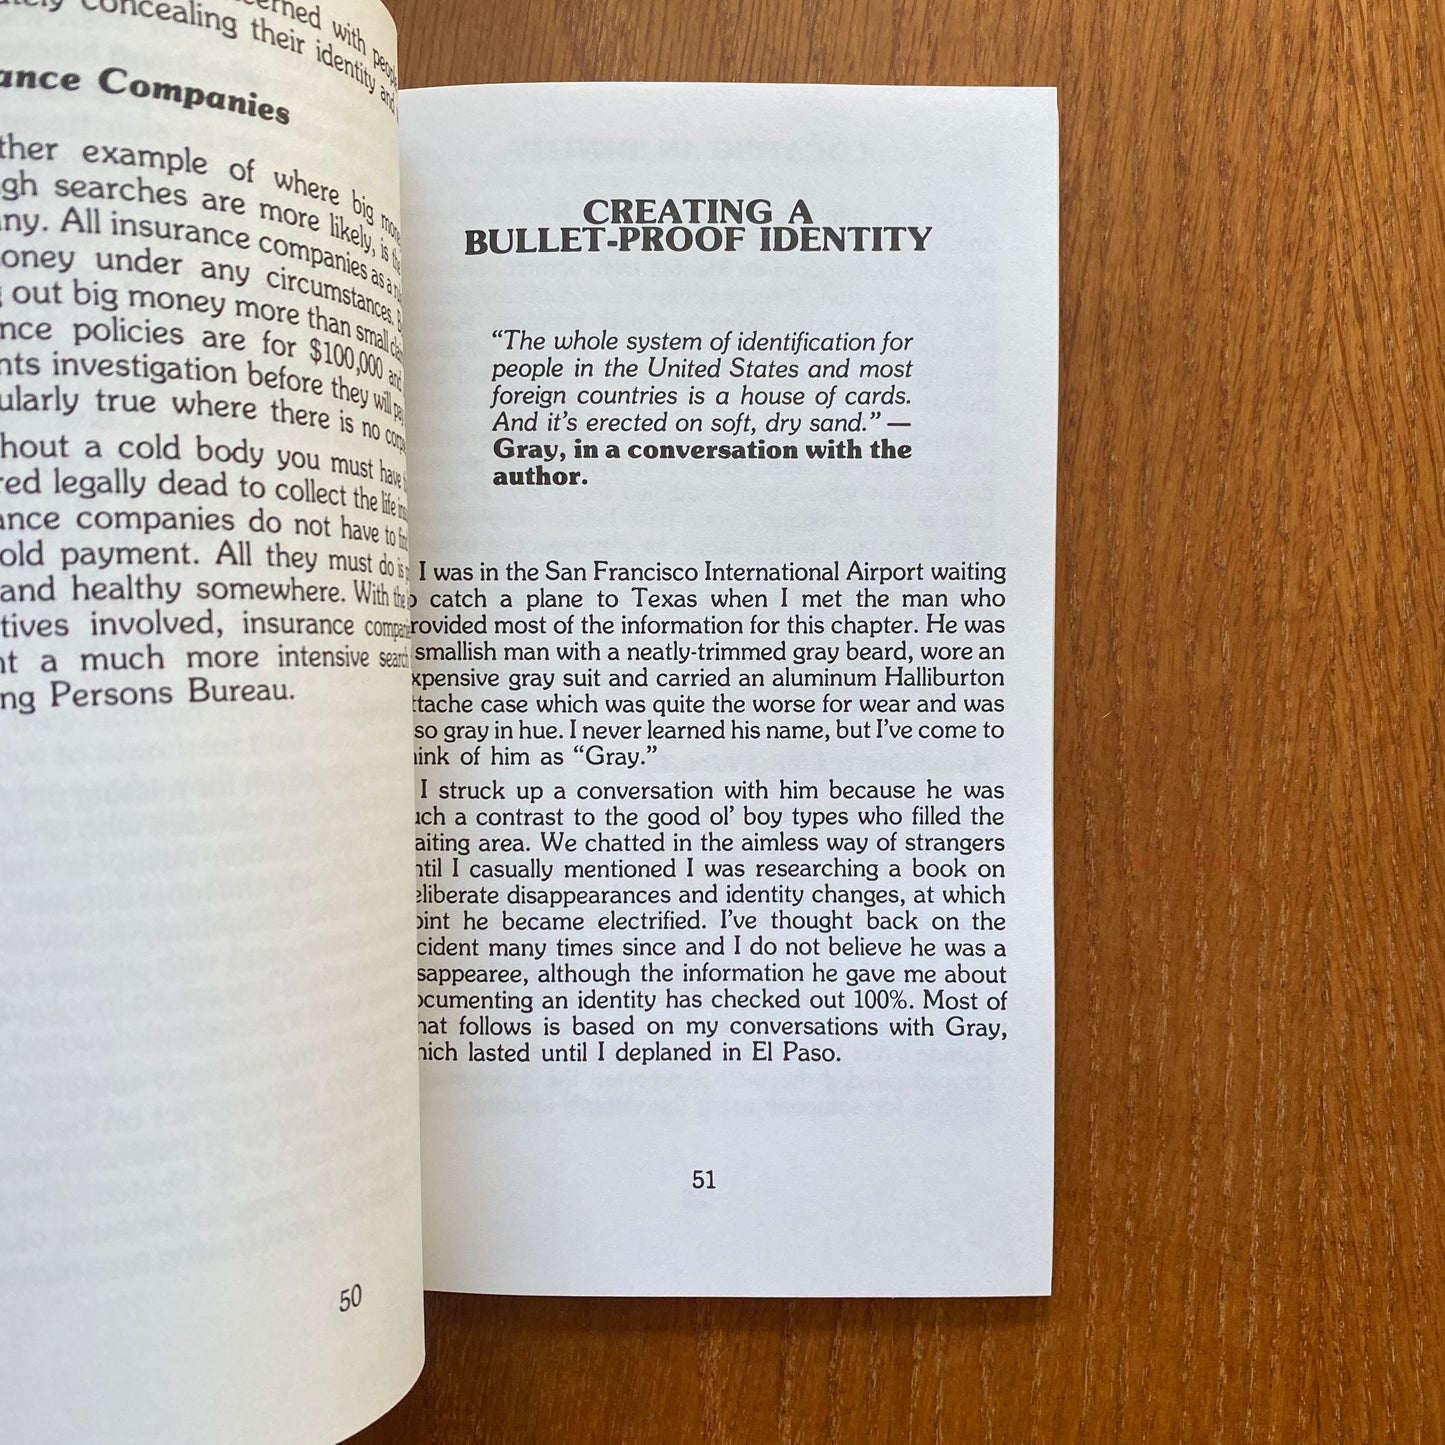 concerned with people
concealing their identity and
ance Companies
ther example of where big
gh searches are more likely, is the
ny. All insurance companies as a
oney under any circumstances.
g out big money more than small
nce policies are for $100,000 and
nts investigation before they will pay
ularly true where there is no
hout a cold body you must have
red legally dead to collect the life
ance companies do not have to
old payment. All they must do is
and healthy somewhere. With the
tives involved, insurance
nt a much more intensive search
ng Persons Bureau.
50
CREATING A
BULLET-PROOF IDENTITY
“The whole system of identification for
people in the United States and most
foreign countries is a house of cards.
And it’s erected on soft, dry sand.” —
Gray, in a conversation with the
author.
I was in the San Francisco International Airport waiting
o catch a plane to Texas when I met the man who
rovided most of the information for this chapter. He was
smallish man with a neatly-trimmed gray beard, wore an
xpensive gray suit and carried an aluminum Halliburton
ttache case which was quite the worse for wear and was
so gray in hue. I never learned his name, but I’ve come to
ink of him as “Gray.”
I struck up a conversation with him because he was
uch a contrast to the good ol’ boy types who filled the
aiting area. We chatted in the aimless way of strangers
ntil I casually mentioned I was researching a book on
eliberate disappearances and identity changes, at which
oint he became electrified. I’ve thought back on the
cident many times since and I do not believe he was a
sappearee, although the information he gave me about
ocumenting an identity has checked out 100%. Most of
hat follows is based on my conversations with Gray,
hich lasted until I deplaned in El Paso.
51